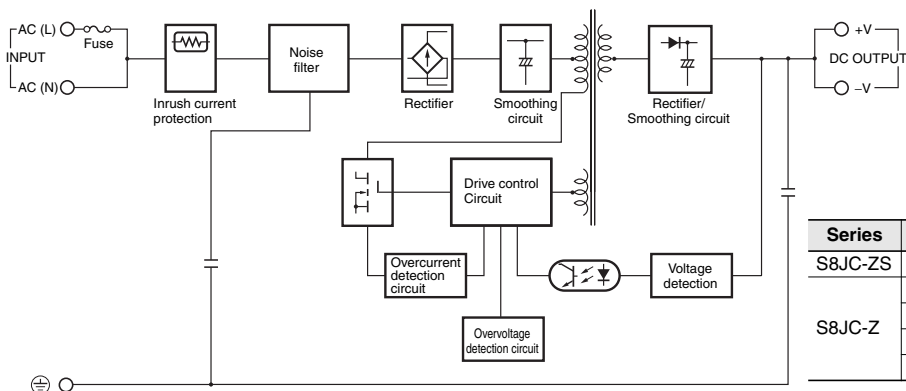 AC (L)
Fuse
INPUT
AC (N)
Inrush current
protection
Noise
filter
Rectifier
Smoothing
circuit
Rectifier/
Smoothing circuit
+V
DC OUTPUT
–V
Drive control
Circuit
Overcurrent
detection
circuit
Voltage
detection
Overvoltage
detection circuit
Series
S8JC-ZS
S8JC-Z